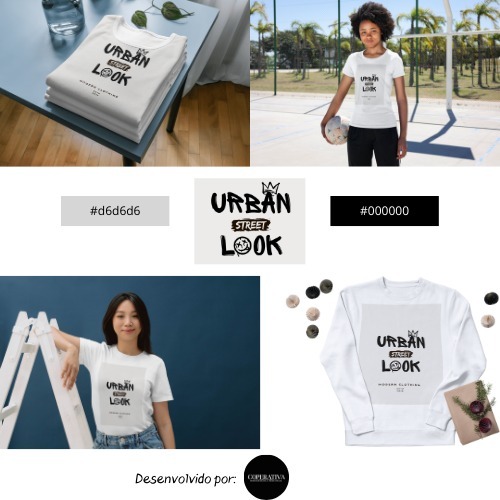 URBAN
STREET
LOOK
MODERN CLOTHING
URBAN
STREET
LOOK
#d6d6d6
URBAN
STREET
LOOK
#000000
URBAN
STREET
LOOK
URBAN
STREET
LOOK
MODERN CLOTHING
Desenvolvido por:
COPERATIVA